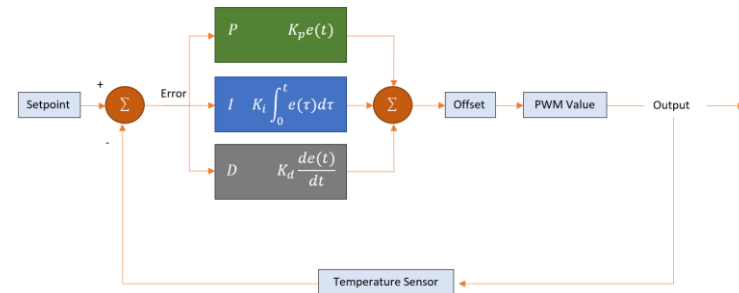 P K_p e(t)
+
Setpoint
Σ
Error
I K_i ∫_0^t e(τ)dτ
Σ
Offset
PWM Value
Output
-
D K_d de(t)/dt
Temperature Sensor